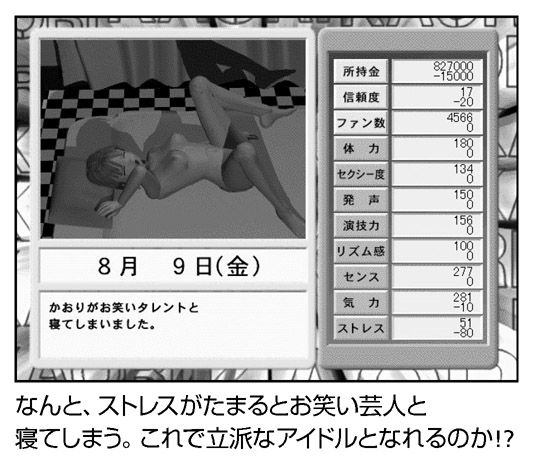 ８月　９日（金）
かおりがお笑いタレントと
寝てしまいました。
所持金 827000 -15000
信頼度 17 -20
ファン数 4566 0
体　力 180 0
セクシー度 134 0
発　声 150 0
演技力 156 0
リズム感 100 0
センス 277 0
気　力 281 -10
ストレス 51 -80
なんと、ストレスがたまるとお笑い芸人と
寝てしまう。これで立派なアイドルとなれるのか!?